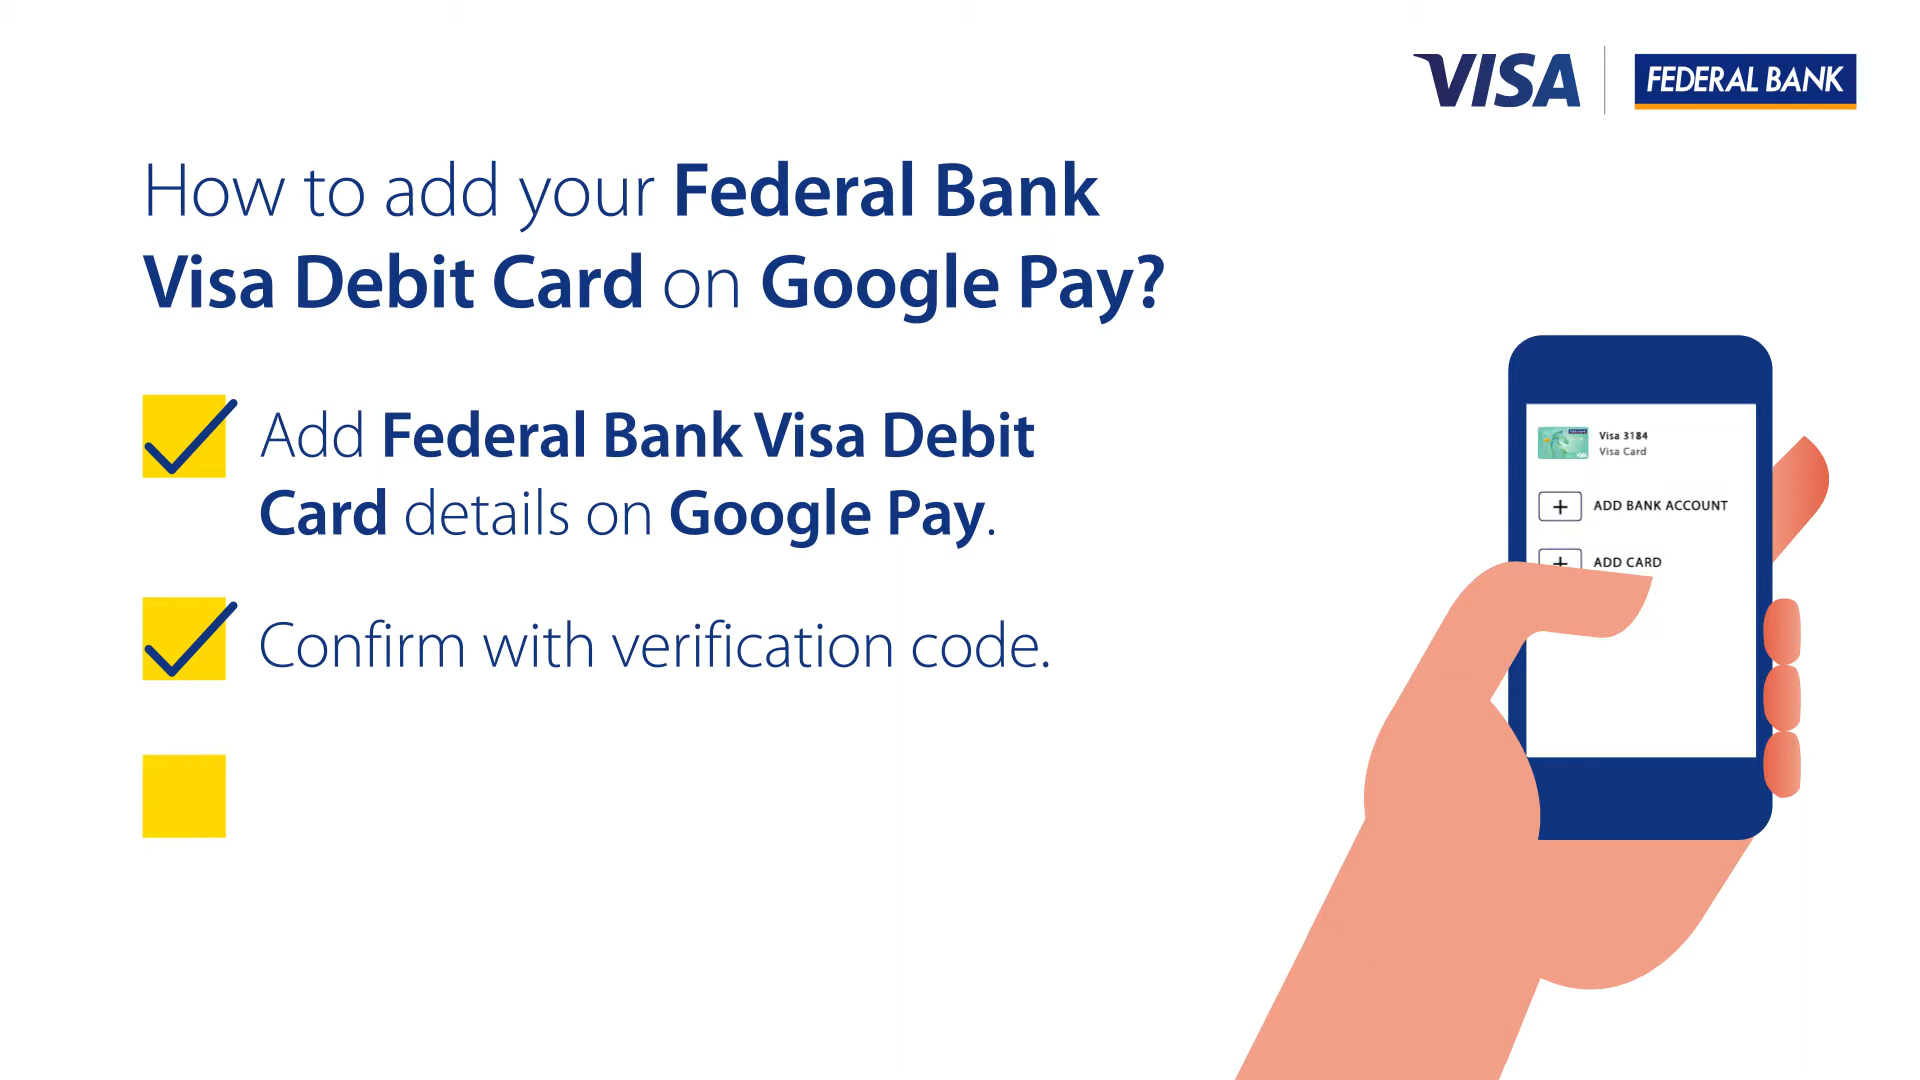 VISA
FEDERAL BANK
How to add your Federal Bank
Visa Debit Card on Google Pay?
Add Federal Bank Visa Debit
Card details on Google Pay.
Confirm with verification code.
Visa 3184
Visa Card
ADD BANK ACCOUNT
ADD CARD